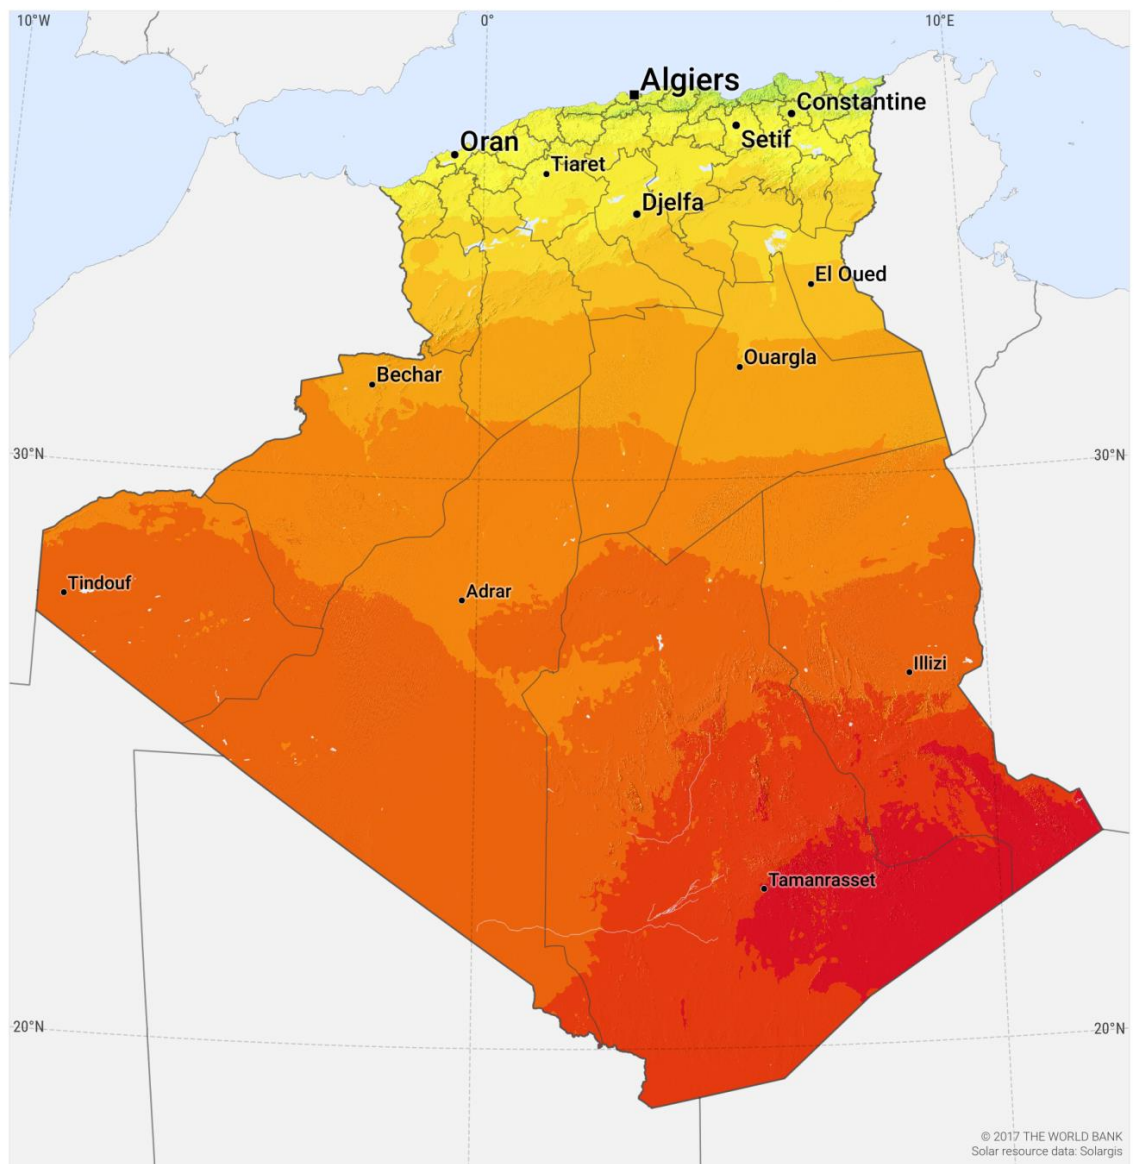 10°W
0°
10°E
Algiers
Constantine
Oran
Setif
Tiaret
Djelfa
El Oued
Ouargla
Bechar
30°N
30°N
Tindouf
Adrar
Illizi
Tamanrasset
20°N
20°N
© 2017 THE WORLD BANK
Solar resource data: Solargis